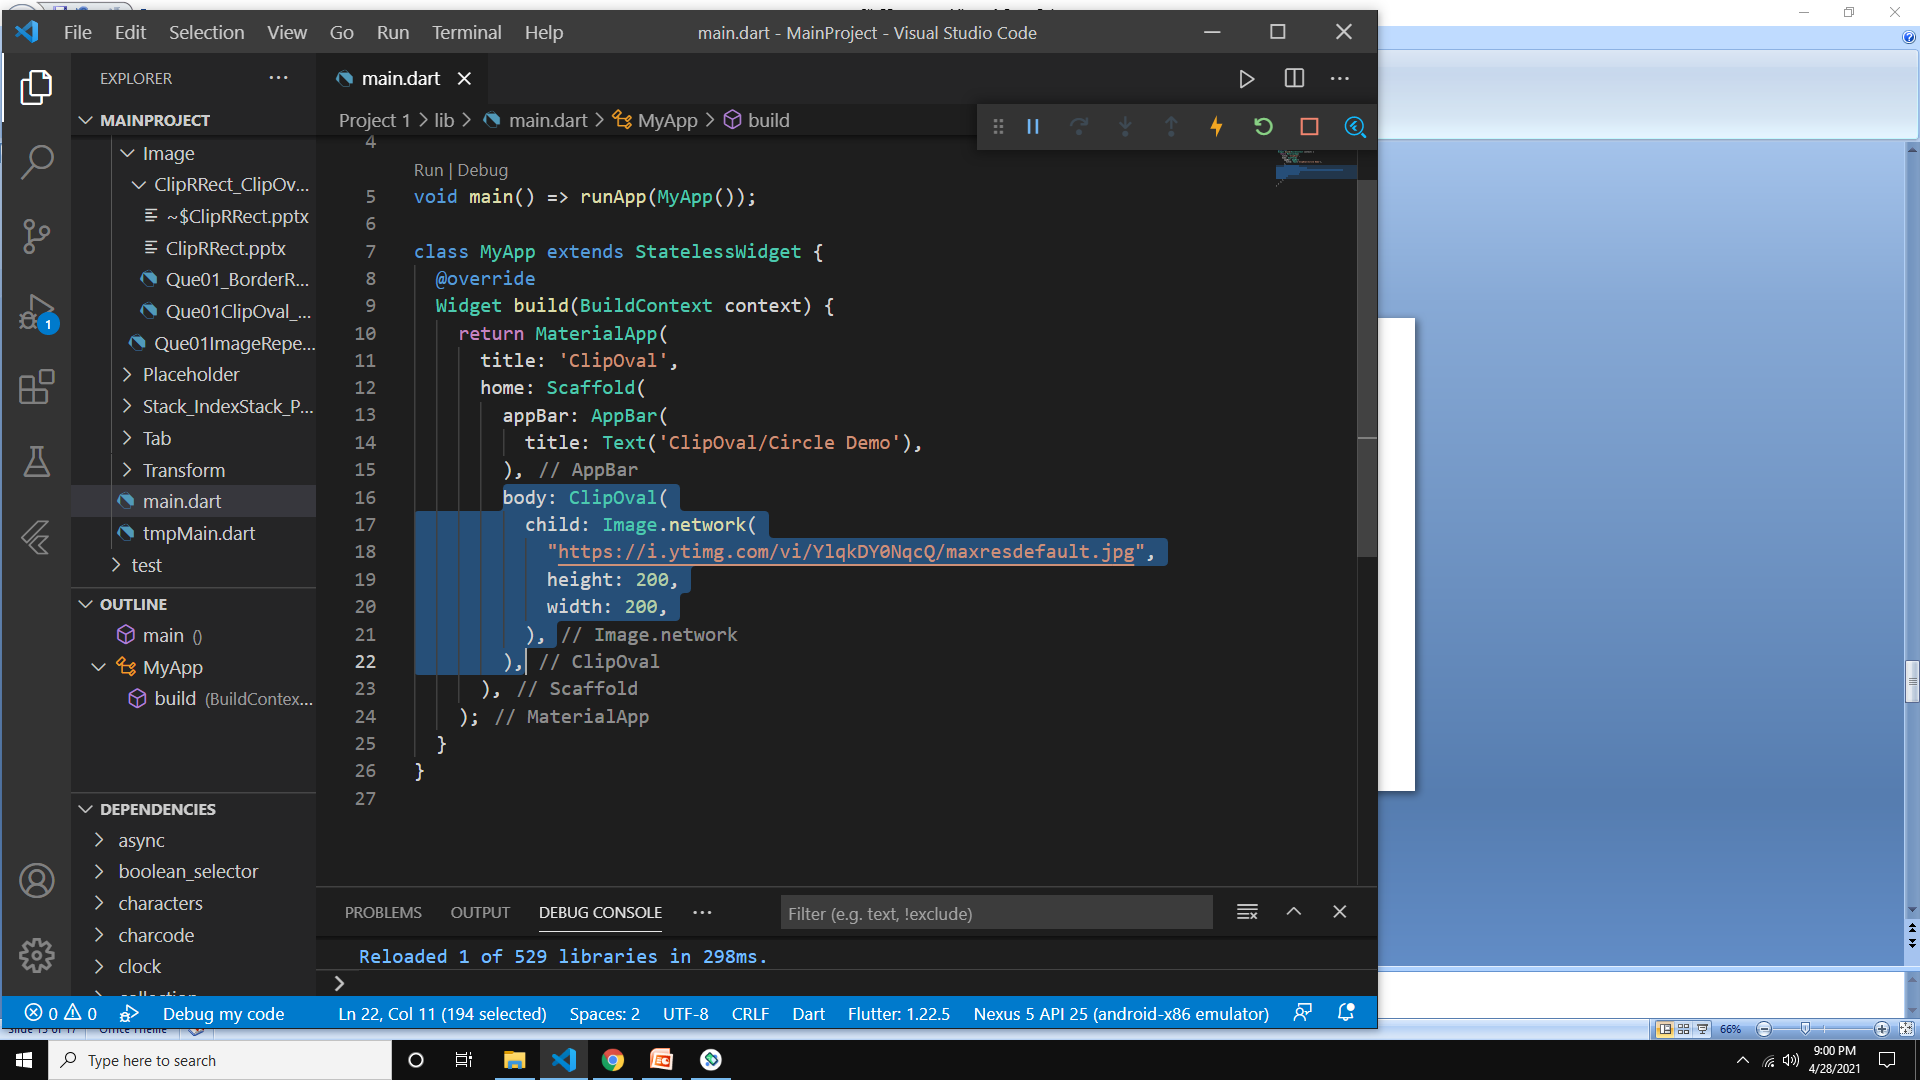 File Edit Selection View Go Run Terminal Help
main.dart - MainProject - Visual Studio Code
EXPLORER
MAINPROJECT
Image
ClipRRect_ClipOv...
~$ClipRRect.pptx
ClipRRect.pptx
Que01_BorderR...
Que01ClipOval_...
Que01ImageRepe...
Placeholder
Stack_IndexStack_P...
Tab
Transform
main.dart
tmpMain.dart
test
OUTLINE
main ()
MyApp
build (BuildContex...
DEPENDENCIES
async
boolean_selector
characters
charcode
clock
main.dart
Project 1 > lib > main.dart > MyApp > build
4
Run | Debug
5 void main() => runApp(MyApp());
6
7 class MyApp extends StatelessWidget {
8 @override
9 Widget build(BuildContext context) {
10 return MaterialApp(
11 title: 'ClipOval',
12 home: Scaffold(
13 appBar: AppBar(
14 title: Text('ClipOval/Circle Demo'),
15 ), // AppBar
16 body: ClipOval(
17 child: Image.network(
18 "https://i.ytimg.com/vi/YlqkDY0NqcQ/maxresdefault.jpg",
19 height: 200,
20 width: 200,
21 ), // Image.network
22 ), // ClipOval
23 ), // Scaffold
24 ); // MaterialApp
25 }
26 }
27
PROBLEMS OUTPUT DEBUG CONSOLE
Filter (e.g. text, !exclude)
Reloaded 1 of 529 libraries in 298ms.
1
0 0 Debug my code Ln 22, Col 11 (194 selected) Spaces: 2 UTF-8 CRLF Dart Flutter: 1.22.5 Nexus 5 API 25 (android-x86 emulator)
66%
Type here to search
9:00 PM
4/28/2021